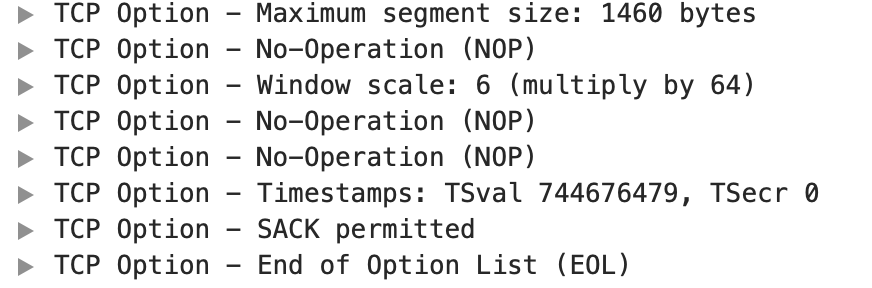 TCP Option – Maximum segment size: 1460 bytes
TCP Option – No–Operation (NOP)
TCP Option – Window scale: 6 (multiply by 64)
TCP Option – No–Operation (NOP)
TCP Option – No–Operation (NOP)
TCP Option – Timestamps: TSval 744676479, TSecr 0
TCP Option – SACK permitted
TCP Option – End of Option List (EOL)